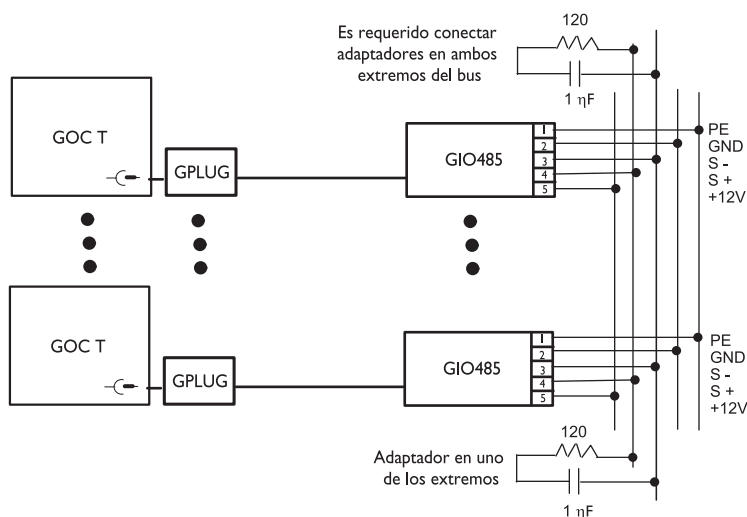 Es requerido conectar
adaptadores en ambos
extremos del bus
120
1 ηF
GOC T
GPLUG
GIO485
1
2
3
4
5
PE
GND
S -
S +
+12V
GOC T
GPLUG
GIO485
1
2
3
4
5
PE
GND
S -
S +
+12V
Adaptador en uno
de los extremos
120
1 ηF